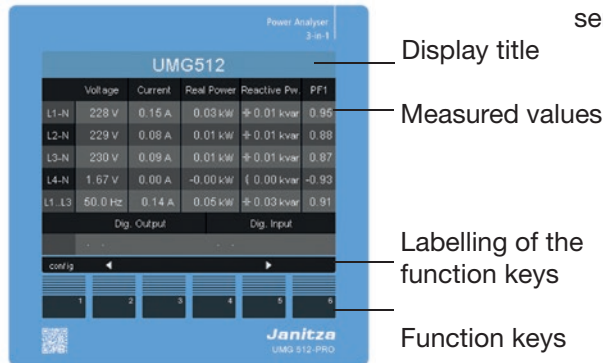 se
Power Analyser
3-in-1
UMG512
Display title
Voltage Current Real Power Reactive Pw. PF1
L1-N 228 V 0.15 A 0.03 kW 0.01 kvar 0.95
Measured values
L2-N 229 V 0.08 A 0.01 kW 0.01 kvar 0.88
L3-N 230 V 0.09 A 0.01 kW 0.01 kvar 0.87
L4-N 1.67 V 0.00 A -0.00 kW 0.00 kvar -0.93
L1..L3 50.0 Hz 0.14 A 0.05 kW 0.03 kvar 0.91
Dig. Output Dig. Input
Labelling of the
function keys
config
1 2 3 4 5 6
Function keys
Janitza
UMG 512-PRO